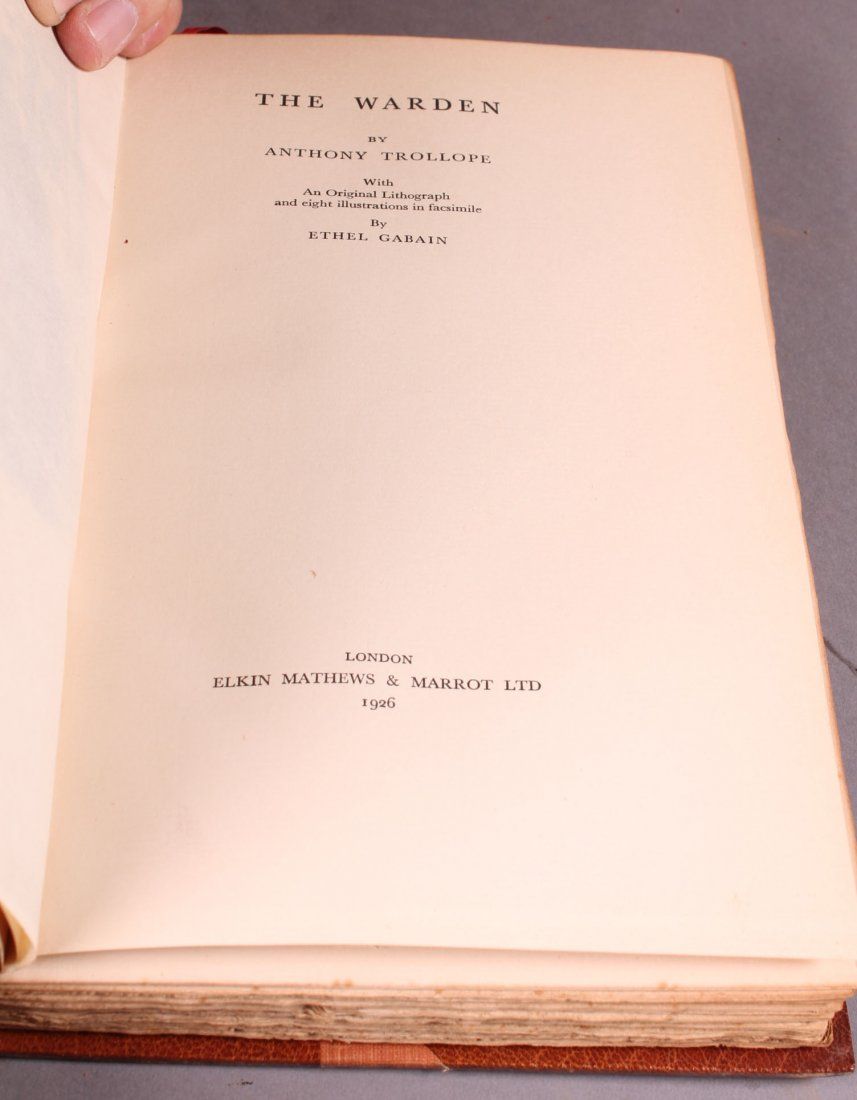 THE WARDEN
BY
ANTHONY TROLLOPE
With
An Original Lithograph
and eight illustrations in facsimile
By
ETHEL GABAIN
LONDON
ELKIN MATHEWS & MARROT LTD
1926